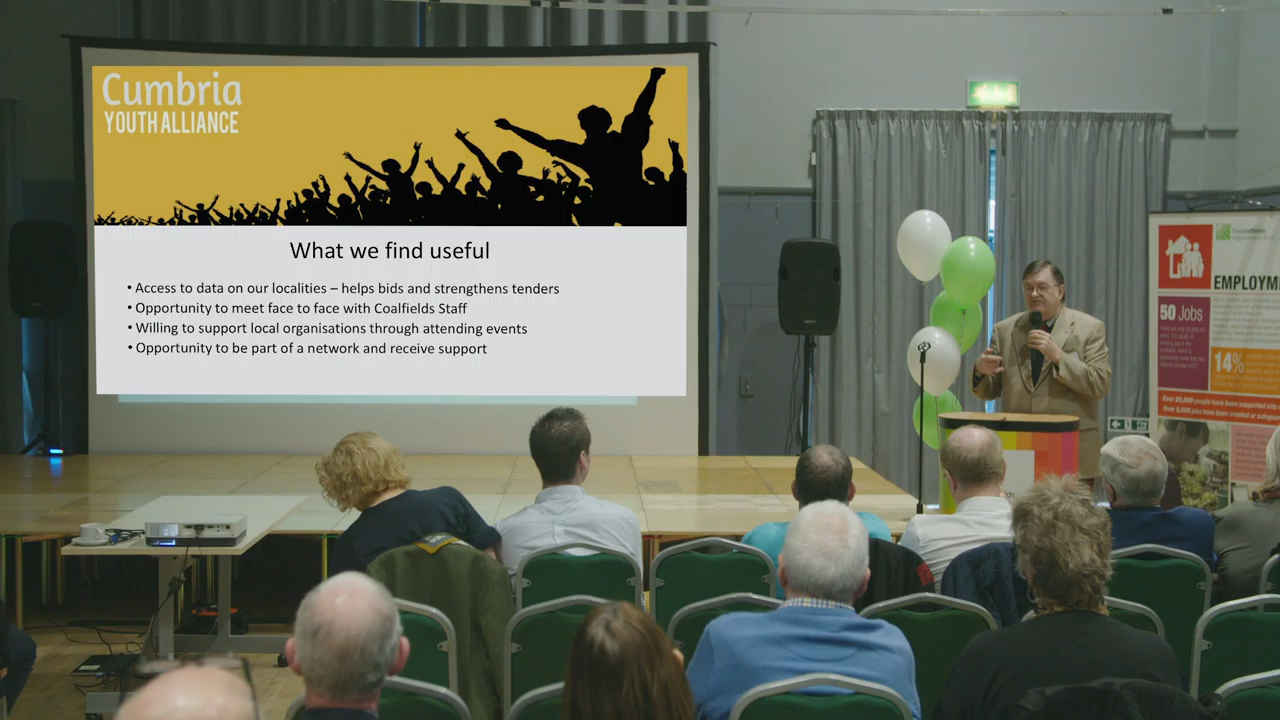 Cumbria
YOUTH ALLIANCE
What we find useful
• Access to data on our localities – helps bids and strengthens tenders
• Opportunity to meet face to face with Coalfields Staff
• Willing to support local organisations through attending events
• Opportunity to be part of a network and receive support
EMPLOYM
50 Jobs
14%